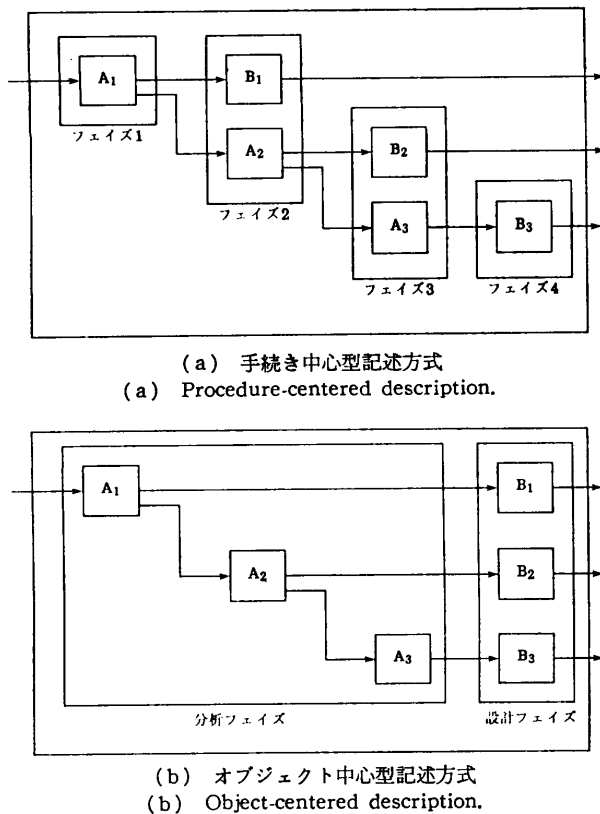 A₁
B₁
フェイズ1
A₂
B₂
フェイズ2
A₃
B₃
フェイズ3
フェイズ4
(a) 手続き中心型記述方式
(a) Procedure-centered description.
A₁
B₁
A₂
B₂
A₃
B₃
分析フェイズ
設計フェイズ
(b) オブジェクト中心型記述方式
(b) Object-centered description.